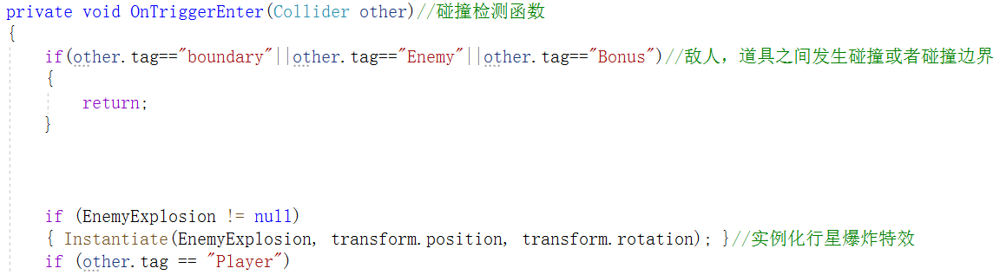 private void OnTriggerEnter(Collider other)//碰撞检测函数
{
if(other.tag=="boundary"||other.tag=="Enemy"||other.tag=="Bonus")//敌人，道具之间发生碰撞或者碰撞边界
{
return;
}
if (EnemyExplosion != null)
{ Instantiate(EnemyExplosion, transform.position, transform.rotation); }//实例化行星爆炸特效
if (other.tag == "Player")